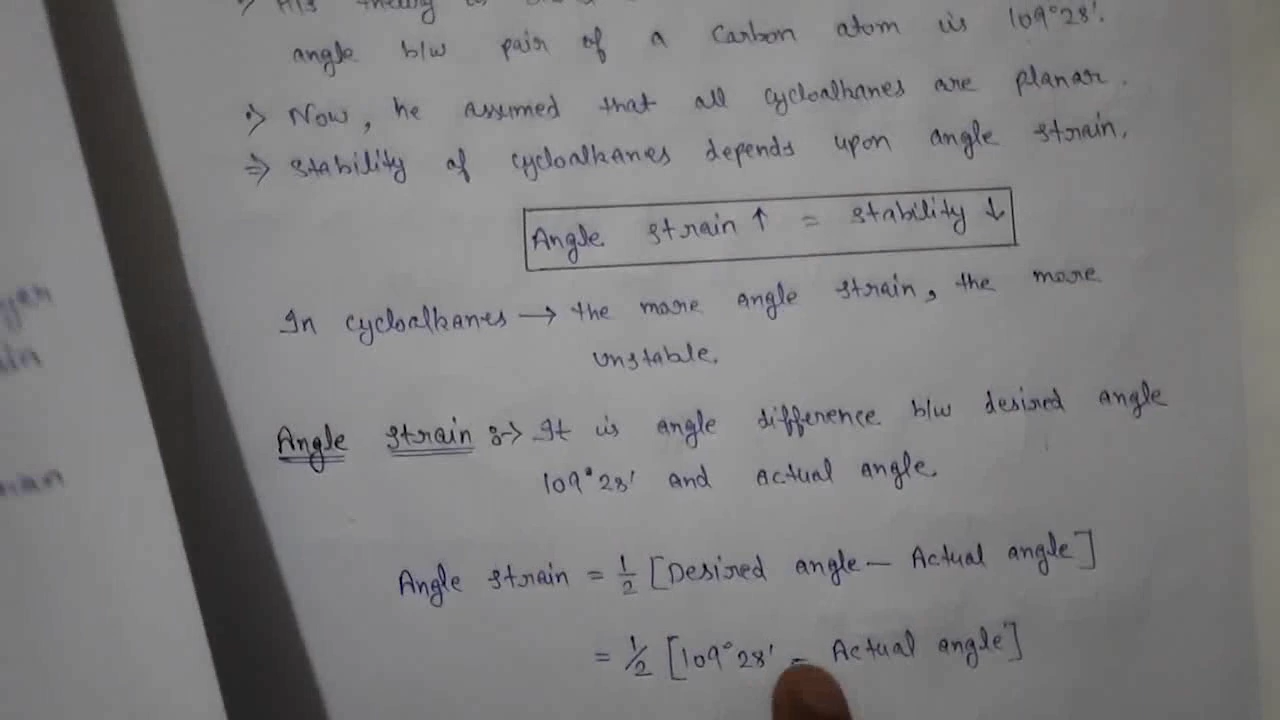 angle b/w pair of a carbon atom is 109°28'.
⇒ Now, he assumed that all cycloalkanes are planar.
⇒ stability of cycloalkanes depends upon angle strain.
Angle strain ↑ = stability ↓
In cycloalkanes → the more angle strain, the more
unstable.
Angle strain :→ It is angle difference b/w desired angle
109°28' and actual angle.
Angle strain = 1/2 [Desired angle - Actual angle]
= 1/2 [109°28' - Actual angle]